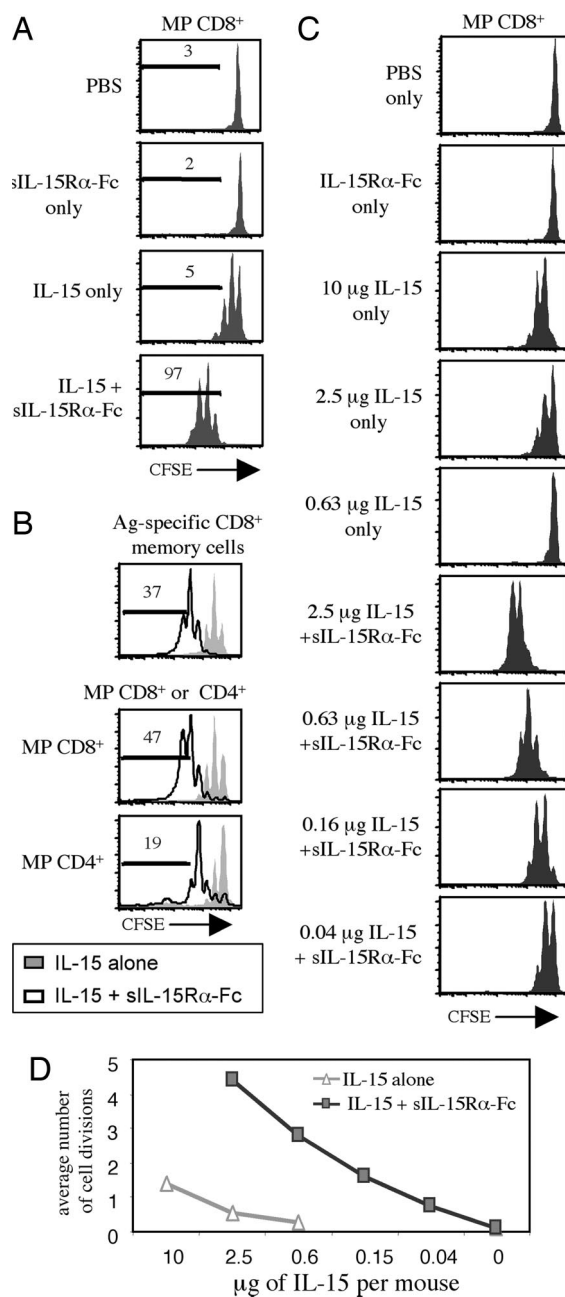 A
MP CD8⁺
PBS
3
sIL-15Rα-Fc
only
2
IL-15 only
5
IL-15 +
sIL-15Rα-Fc
97
CFSE
B
Ag-specific CD8⁺
memory cells
37
MP CD8⁺ or CD4⁺
MP CD8⁺
47
MP CD4⁺
19
CFSE
IL-15 alone
IL-15 + sIL-15Rα-Fc
C
MP CD8⁺
PBS
only
IL-15Rα-Fc
only
10 µg IL-15
only
2.5 µg IL-15
only
0.63 µg IL-15
only
2.5 µg IL-15
+sIL-15Rα-Fc
0.63 µg IL-15
+sIL-15Rα-Fc
0.16 µg IL-15
+sIL-15Rα-Fc
0.04 µg IL-15
+ sIL-15Rα-Fc
CFSE
D
average number
of cell divisions
5
4
3
2
1
0
IL-15 alone
IL-15 + sIL-15Rα-Fc
10 2.5 0.6 0.15 0.04 0
µg of IL-15 per mouse